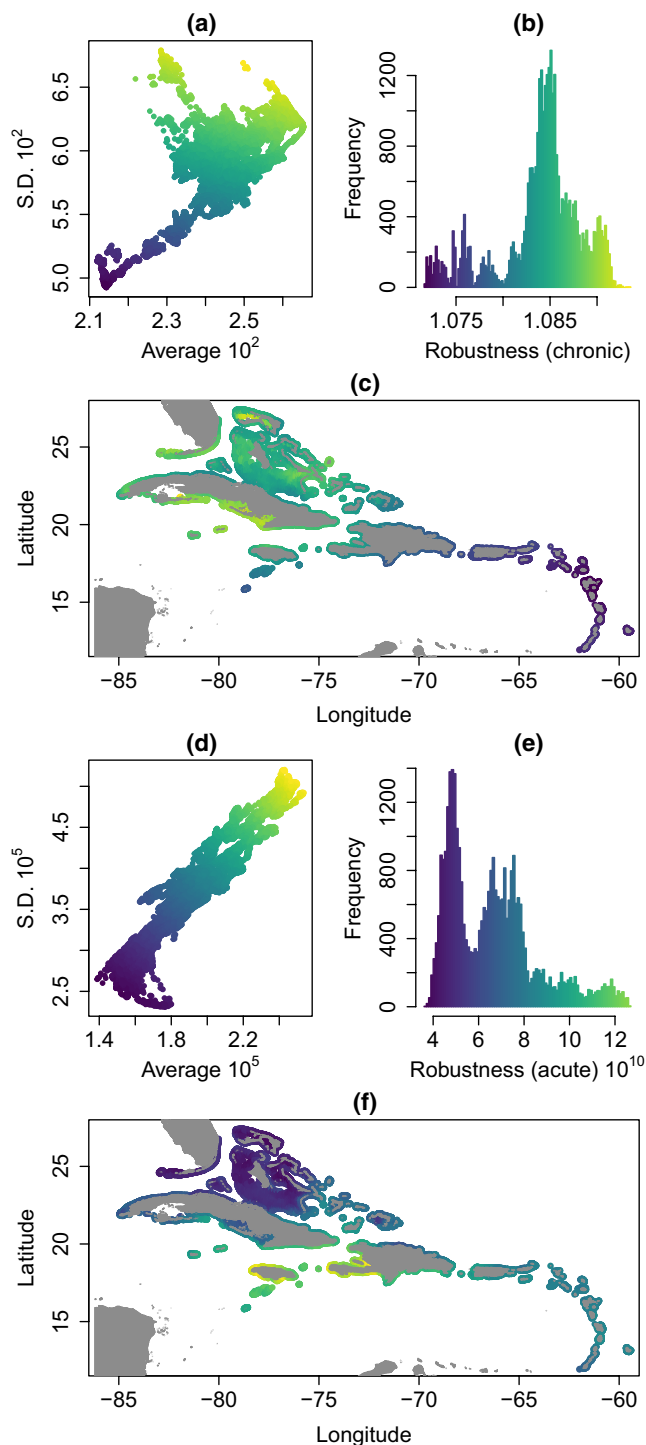 (a)
S.D. 10²
5.0 5.5 6.0 6.5
2.1 2.3 2.5
Average 10²
(b)
Frequency
0 400 800 1200
1.075 1.085
Robustness (chronic)
(c)
Latitude
15 20 25
−85 −80 −75 −70 −65 −60
Longitude
(d)
S.D. 10⁵
2.5 3.5 4.5
1.4 1.8 2.2
Average 10⁵
(e)
Frequency
0 400 800 1200
4 6 8 10 12
Robustness (acute) 10¹⁰
(f)
Latitude
15 20 25
−85 −80 −75 −70 −65 −60
Longitude